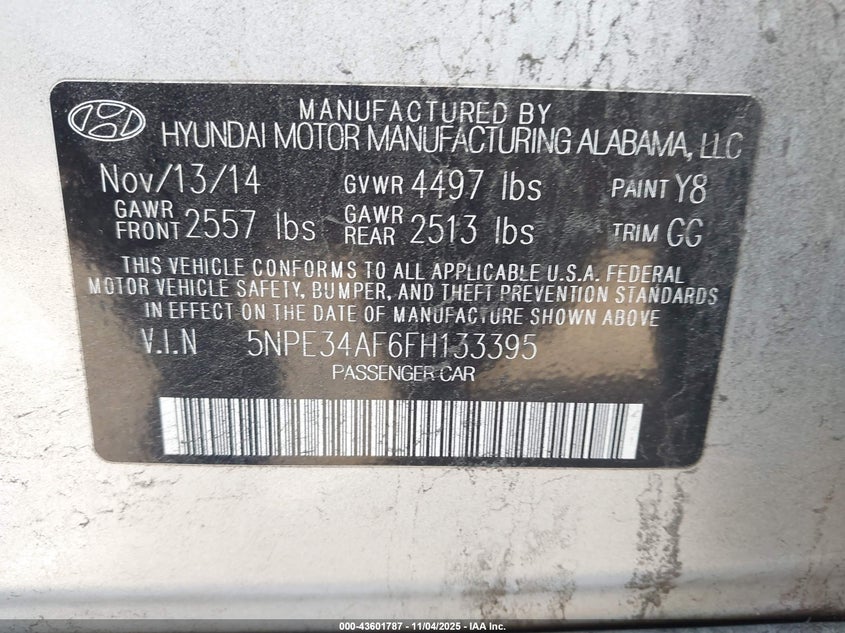 MANUFACTURED BY
HYUNDAI MOTOR MANUFACTURING ALABAMA, LLC
Nov/13/14 GVWR 4497 lbs PAINT Y8
GAWR FRONT 2557 lbs GAWR REAR 2513 lbs TRIM GG
THIS VEHICLE CONFORMS TO ALL APPLICABLE U.S.A. FEDERAL
MOTOR VEHICLE SAFETY, BUMPER, AND THEFT PREVENTION STANDARDS
IN EFFECT ON THE DATE OF MANUFACTURE SHOWN ABOVE
V.I.N 5NPE34AF6FH133395
PASSENGER CAR
000-43601787 - 11/04/2025 - IAA Inc.